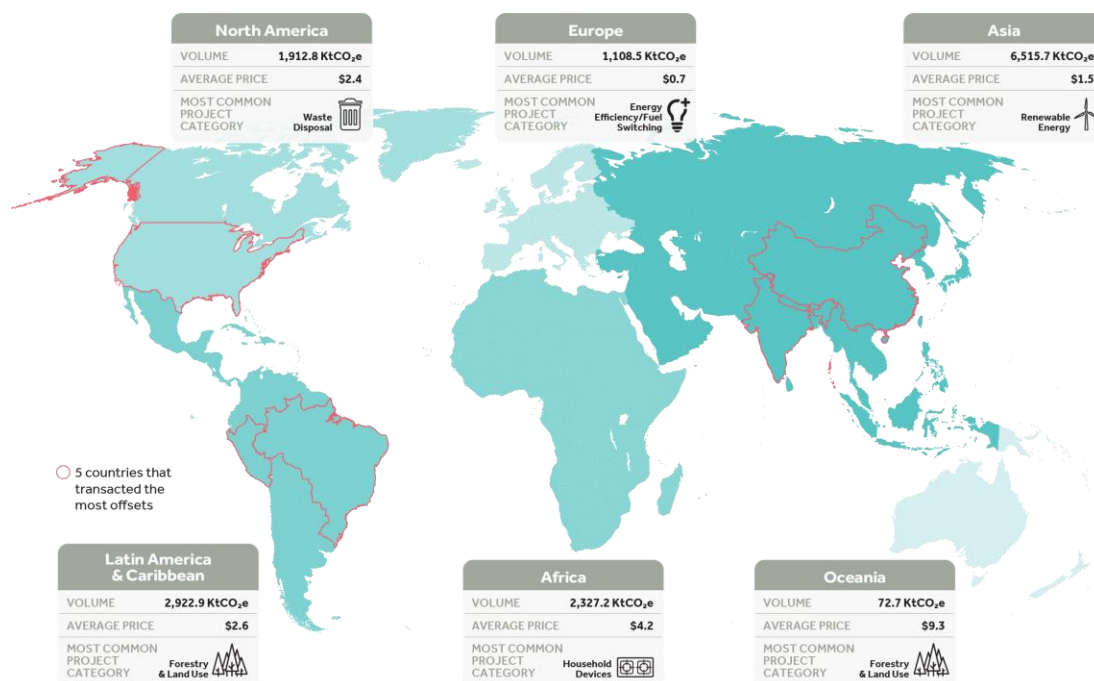 North America
VOLUME 1,912.8 KtCO₂e
AVERAGE PRICE $2.4
MOST COMMON
PROJECT
CATEGORY
Waste
Disposal
Europe
VOLUME 1,108.5 KtCO₂e
AVERAGE PRICE $0.7
MOST COMMON
PROJECT
CATEGORY
Energy
Efficiency/Fuel
Switching
Asia
VOLUME 6,515.7 KtCO₂e
AVERAGE PRICE $1.5
MOST COMMON
PROJECT
CATEGORY
Renewable
Energy
5 countries that
transacted the
most offsets
Latin America
& Caribbean
VOLUME 2,922.9 KtCO₂e
AVERAGE PRICE $2.6
MOST COMMON
PROJECT
CATEGORY
Forestry
& Land Use
Africa
VOLUME 2,327.2 KtCO₂e
AVERAGE PRICE $4.2
MOST COMMON
PROJECT
CATEGORY
Household
Devices
Oceania
VOLUME 72.7 KtCO₂e
AVERAGE PRICE $9.3
MOST COMMON
PROJECT
CATEGORY
Forestry
& Land Use